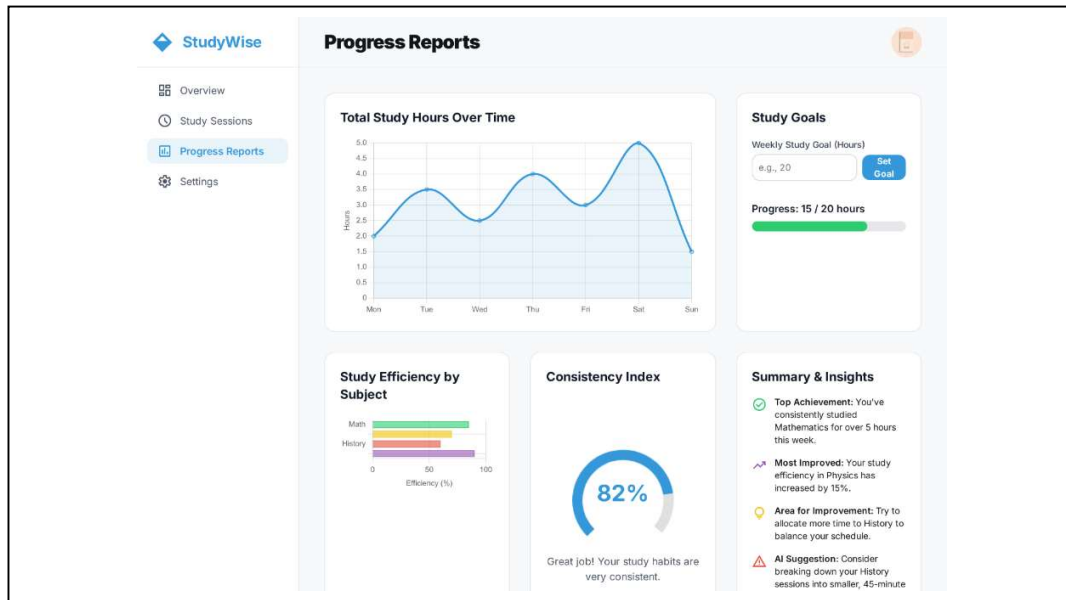 StudyWise
Overview
Study Sessions
Progress Reports
Settings
Progress Reports
Total Study Hours Over Time
Hours
5.0
4.5
4.0
3.5
3.0
2.5
2.0
1.5
1.0
0.5
0
Mon
Tue
Wed
Thu
Fri
Sat
Sun
Study Goals
Weekly Study Goal (Hours)
e.g., 20
Set
Goal
Progress: 15 / 20 hours
Study Efficiency by
Subject
Math
History
0
50
100
Efficiency (%)
Consistency Index
82%
Great job! Your study habits are
very consistent.
Summary & Insights
Top Achievement: You've
consistently studied
Mathematics for over 5 hours
this week.
Most Improved: Your study
efficiency in Physics has
increased by 15%.
Area for Improvement: Try to
allocate more time to History to
balance your schedule.
AI Suggestion: Consider
breaking down your History
sessions into smaller, 45-minute